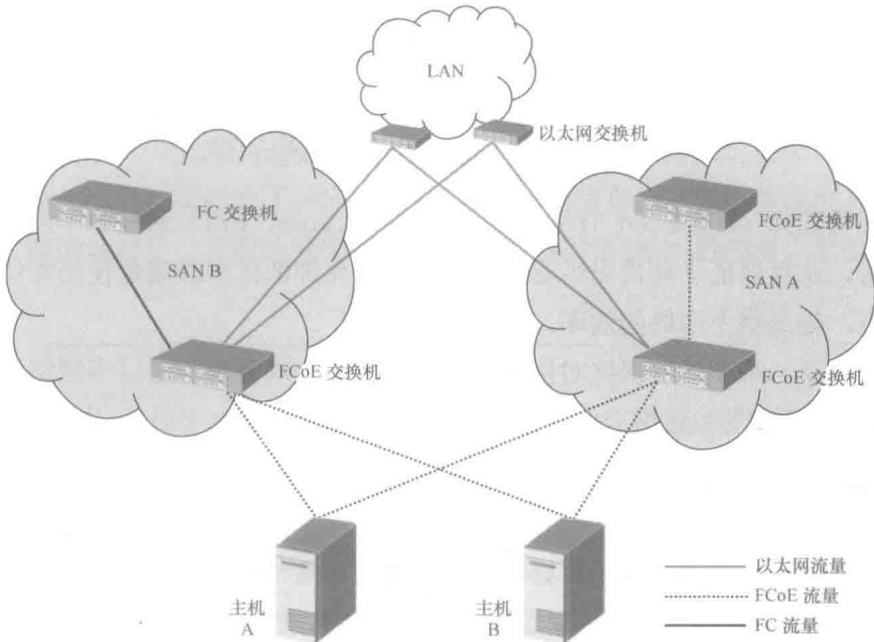 LAN
以太网交换机
FC 交换机
FCoE 交换机
SAN B
SAN A
FCoE 交换机
FCoE 交换机
主机
A
主机
B
以太网流量
FCoE 流量
FC 流量